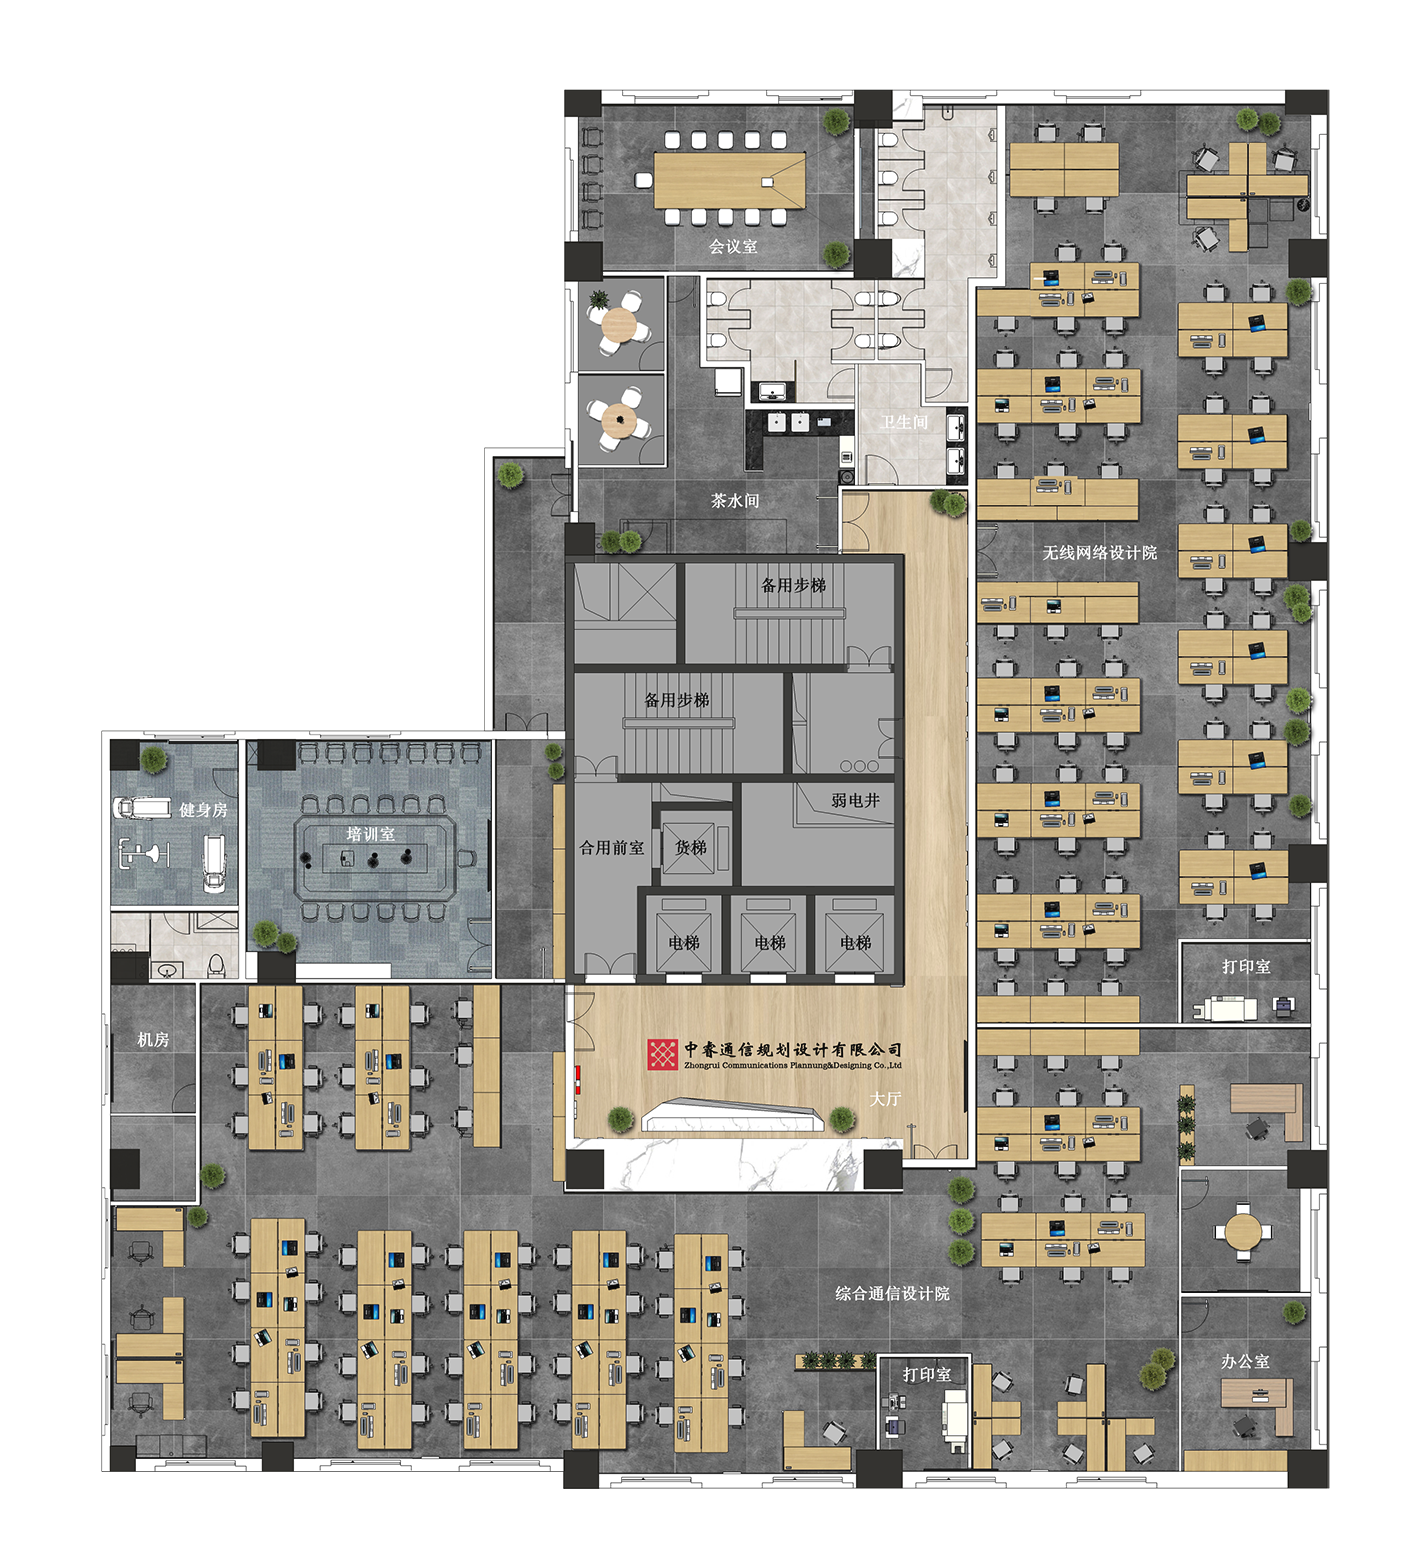 会议室
卫生间
茶水间
无线网络设计院
备用步梯
备用步梯
健身房
培训室
弱电井
合用前室
货梯
电梯
电梯
电梯
打印室
机房
中睿通信规划设计有限公司
Zhongrui Communications Plannung&Designing Co.,Ltd
大厅
综合通信设计院
打印室
办公室